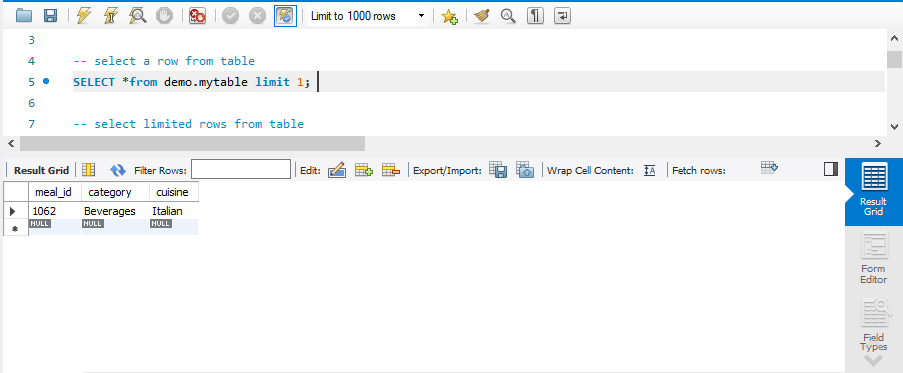 Limit to 1000 rows
3
4 -- select a row from table
5 SELECT *from demo.mytable limit 1;
6
7 -- select limited rows from table
Result Grid Filter Rows: Edit: Export/Import: Wrap Cell Content: IA Fetch rows:
meal_id category cuisine
1062 Beverages Italian
NULL NULL NULL
Result
Grid
Form
Editor
Field
Types